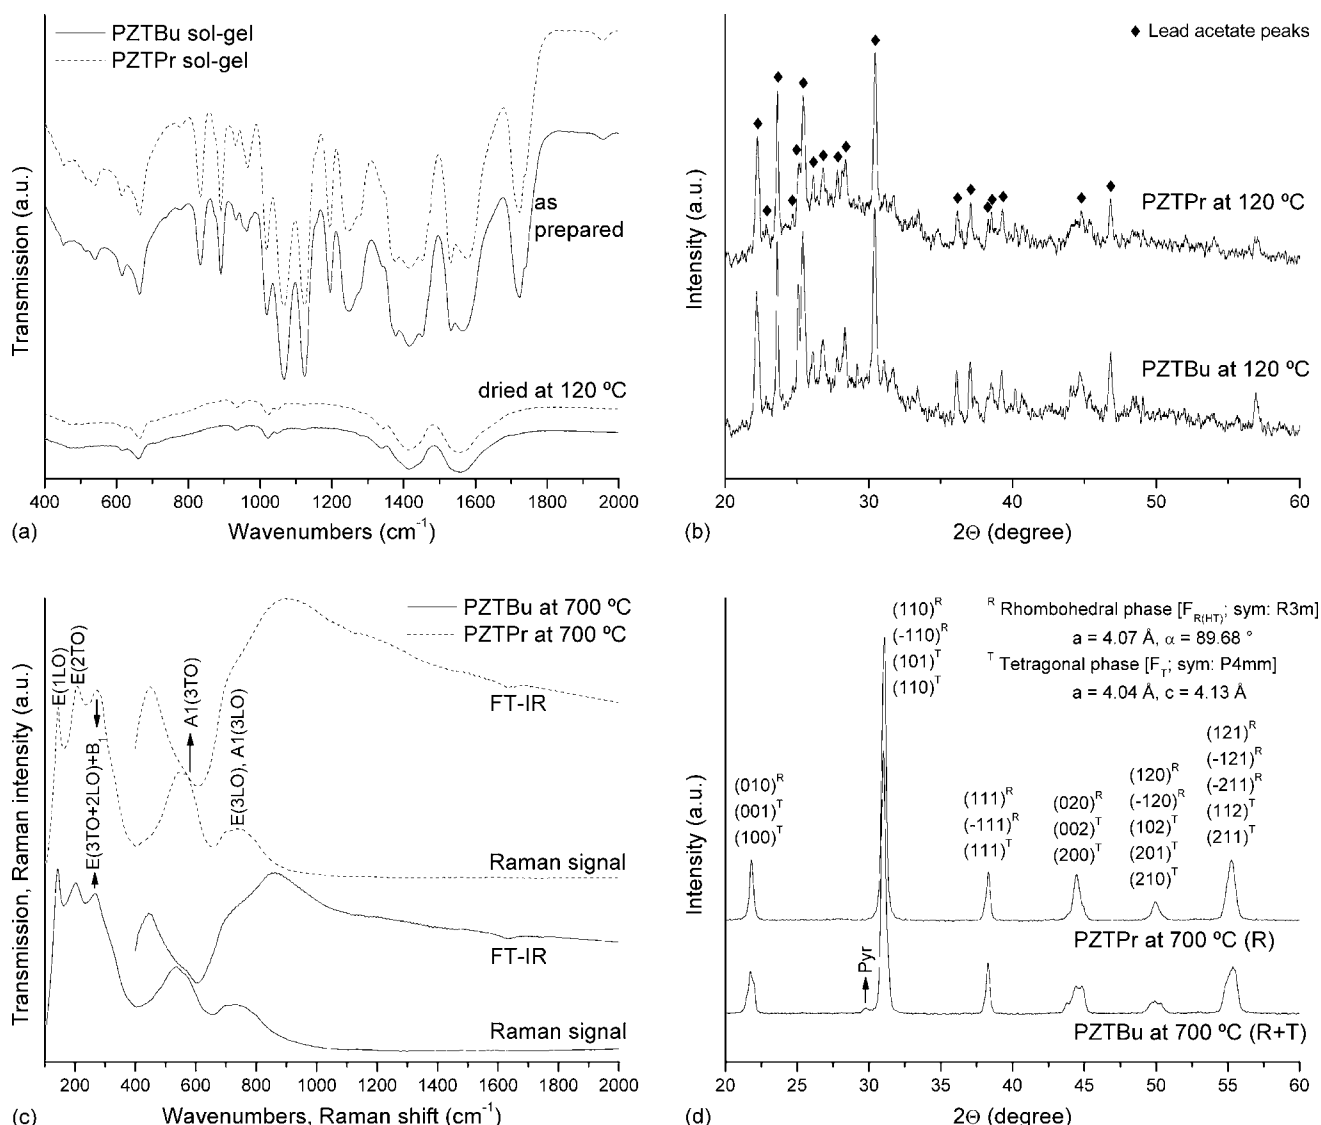 PZTBu sol-gel
PZTPr sol-gel
as
prepared
dried at 120 ºC
Transmission (a.u.)
400 600 800 1000 1200 1400 1600 1800 2000
Wavenumbers (cm-1)
(a)
◆ Lead acetate peaks
PZTPr at 120 ºC
PZTBu at 120 ºC
Intensity (a.u.)
20 25 30 35 40 45 50 55 60
2Θ (degree)
(b)
PZTBu at 700 ºC
PZTPr at 700 ºC
E(1LO)
E(2TO)
E(3TO+2LO)+B1
A1(3TO)
E(3LO), A1(3LO)
FT-IR
Raman signal
FT-IR
Raman signal
Transmission, Raman intensity (a.u.)
200 400 600 800 1000 1200 1400 1600 1800 2000
Wavenumbers, Raman shift (cm-1)
(c)
R Rhombohedral phase [FR(HT); sym: R3m]
a = 4.07 Å, α = 89.68 °
T Tetragonal phase [FT; sym: P4mm]
a = 4.04 Å, c = 4.13 Å
(010)R
(001)T
(100)T
(110)R
(-110)R
(101)T
(110)T
(111)R
(-111)R
(111)T
(020)R
(002)T
(200)T
(120)R
(-120)R
(102)T
(201)T
(210)T
(121)R
(-121)R
(-211)R
(112)T
(211)T
PZTPr at 700 ºC (R)
Pyr
PZTBu at 700 ºC (R+T)
Intensity (a.u.)
20 25 30 35 40 45 50 55 60
2Θ (degree)
(d)